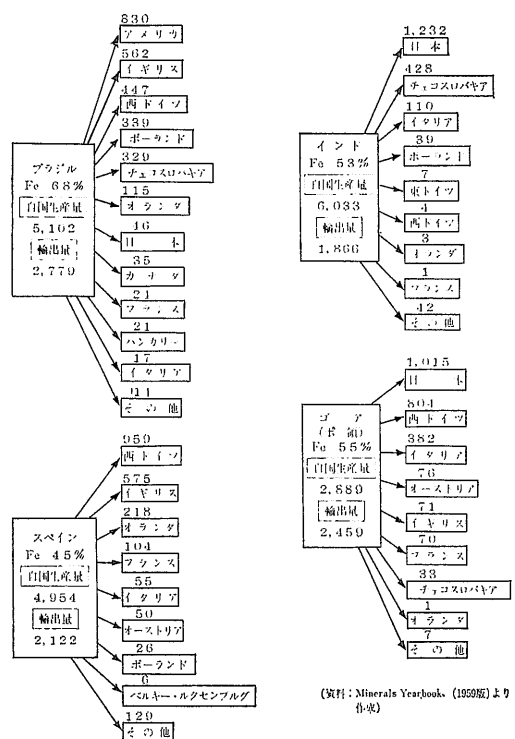 830
アメリカ
562
イギリス
447
西ドイツ
339
ポーランド
329
チェコスロバキア
115
オランダ
46
日本
35
カナダ
21
フランス
21
ハンガリー
17
イタリア
その他
ブラジル
Fe 68%
自国生産量
5,102
輸出量
2,779
959
西ドイツ
575
イギリス
218
オランダ
104
フランス
55
イタリア
50
オーストリア
26
ポーランド
6
ベルギー・ルクセンブルグ
129
その他
スペイン
Fe 45%
自国生産量
4,954
輸出量
2,122
1,232
日本
428
チェコスロバキア
110
イタリア
39
ポーランド
7
東ドイツ
4
西ドイツ
3
オランダ
1
フランス
42
その他
インド
Fe 53%
自国生産量
6,033
輸出量
1,866
1,015
日本
804
西ドイツ
382
イタリア
76
オーストリア
71
イギリス
70
フランス
33
チェコスロバキア
1
オランダ
7
その他
ゴア
(ポ領)
Fe 55%
自国生産量
2,889
輸出量
2,459
(資料:Minerals Yearbook、(1959版)より
作成)